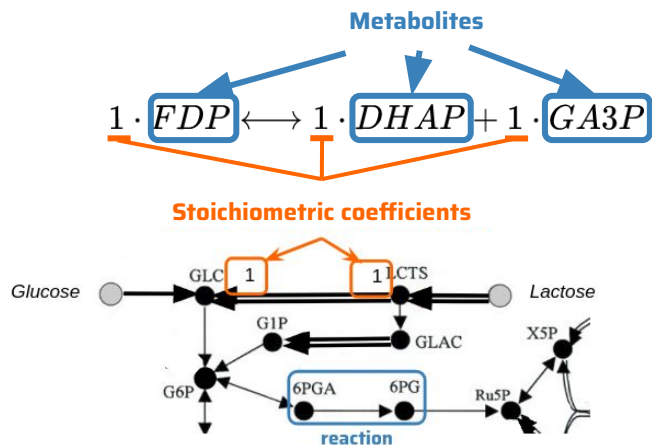 Metabolites
1 · FDP ⟷ 1 · DHAP + 1 · GA3P
Stoichiometric coefficients
GLC 1 1 LCTS
Glucose Lactose
G1P GLAC X5P
G6P 6PGA 6PG Ru5P
reaction